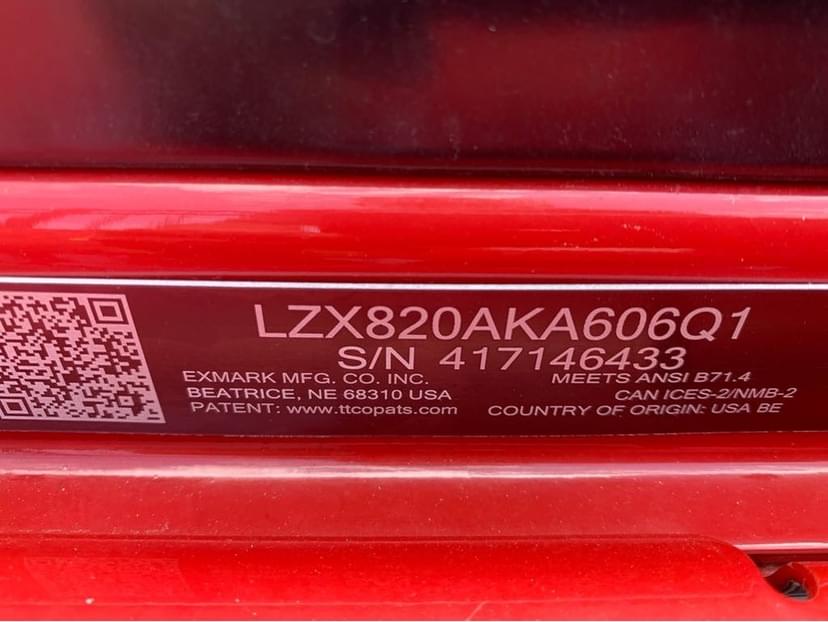 LZX820AKA606Q1
S/N 417146433
EXMARK MFG. CO. INC.
BEATRICE, NE 68310 USA
PATENT: www.ttcopats.com
MEETS ANSI B71.4
CAN ICES-2/NMB-2
COUNTRY OF ORIGIN: USA BE